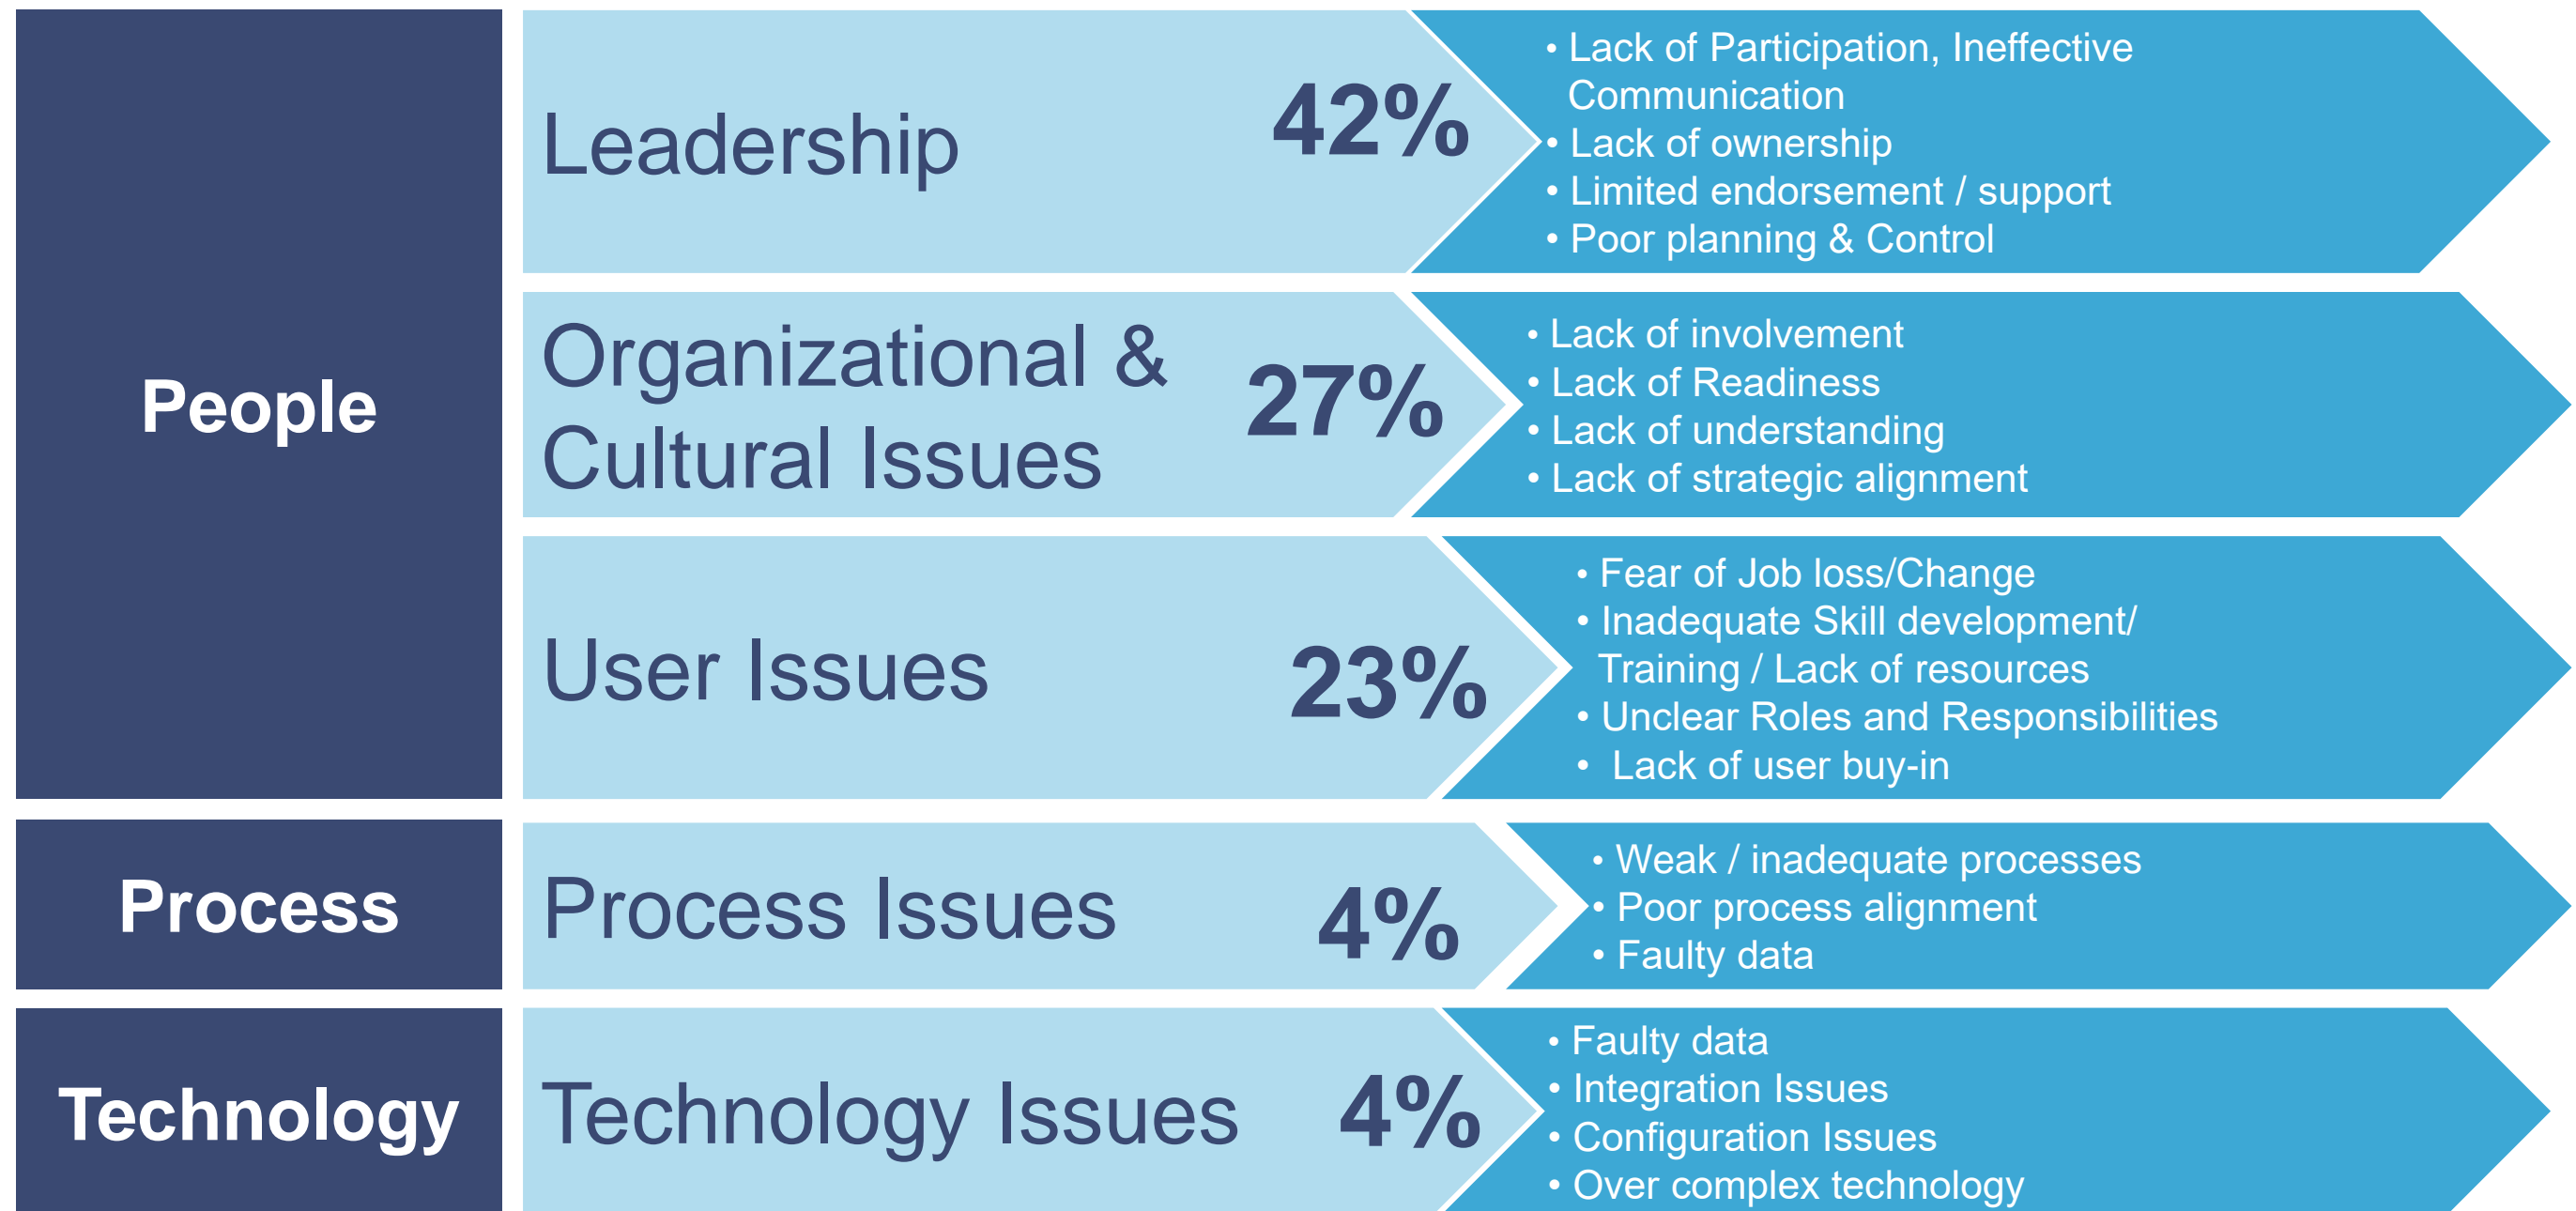 People
Leadership
42%
• Lack of Participation, Ineffective
Communication
• Lack of ownership
• Limited endorsement / support
• Poor planning & Control
Organizational &
Cultural Issues
27%
• Lack of involvement
• Lack of Readiness
• Lack of understanding
• Lack of strategic alignment
User Issues
23%
• Fear of Job loss/Change
• Inadequate Skill development/
Training / Lack of resources
• Unclear Roles and Responsibilities
• Lack of user buy-in
Process
Process Issues
4%
• Weak / inadequate processes
• Poor process alignment
• Faulty data
Technology
Technology Issues
4%
• Faulty data
• Integration Issues
• Configuration Issues
• Over complex technology